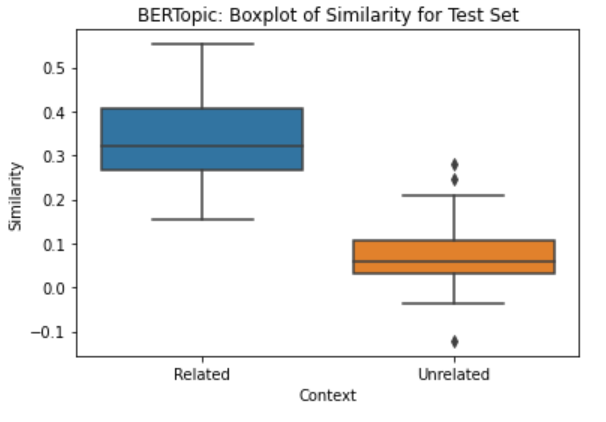 BERTopic: Boxplot of Similarity for Test Set
Similarity
0.5
0.4
0.3
0.2
0.1
0.0
−0.1
Related
Unrelated
Context